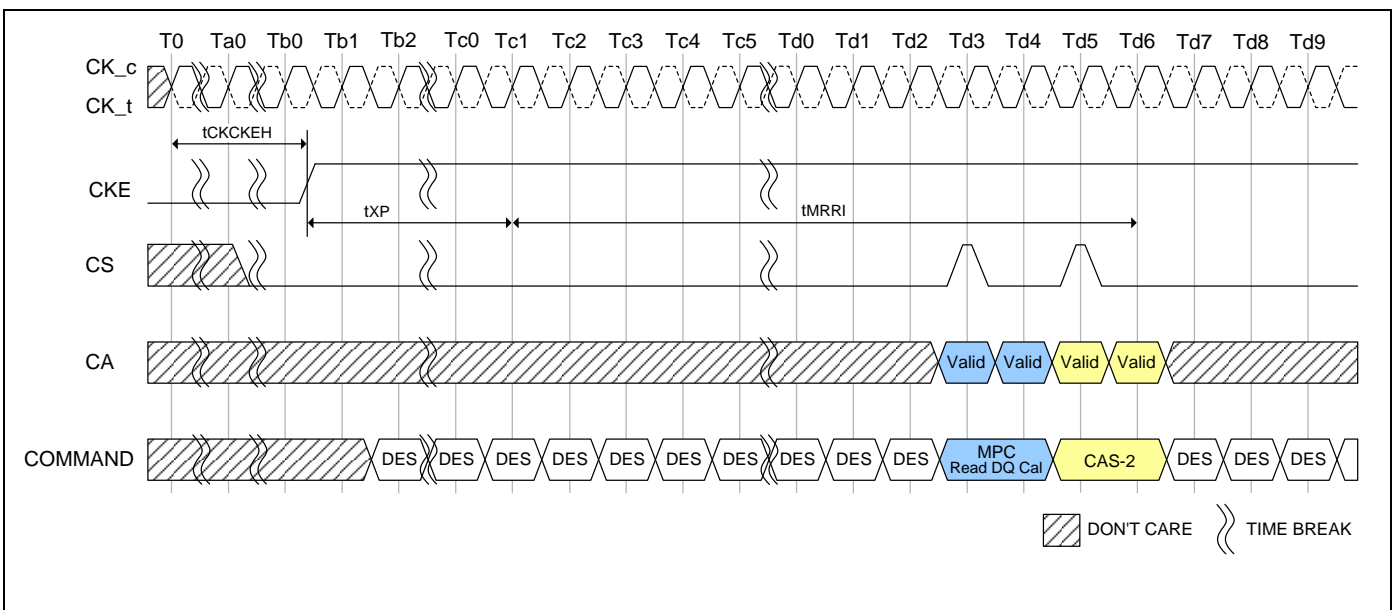 T0 Ta0 Tb0 Tb1 Tb2 Tc0 Tc1 Tc2 Tc3 Tc4 Tc5 Td0 Td1 Td2 Td3 Td4 Td5 Td6 Td7 Td8 Td9
CK_c
CK_t
tCKCKEH
CKE
tXP tMRRI
CS
CA Valid Valid Valid Valid
COMMAND DES DES DES DES DES DES DES DES DES DES MPC Read DQ Cal CAS-2 DES DES DES
DON'T CARE TIME BREAK